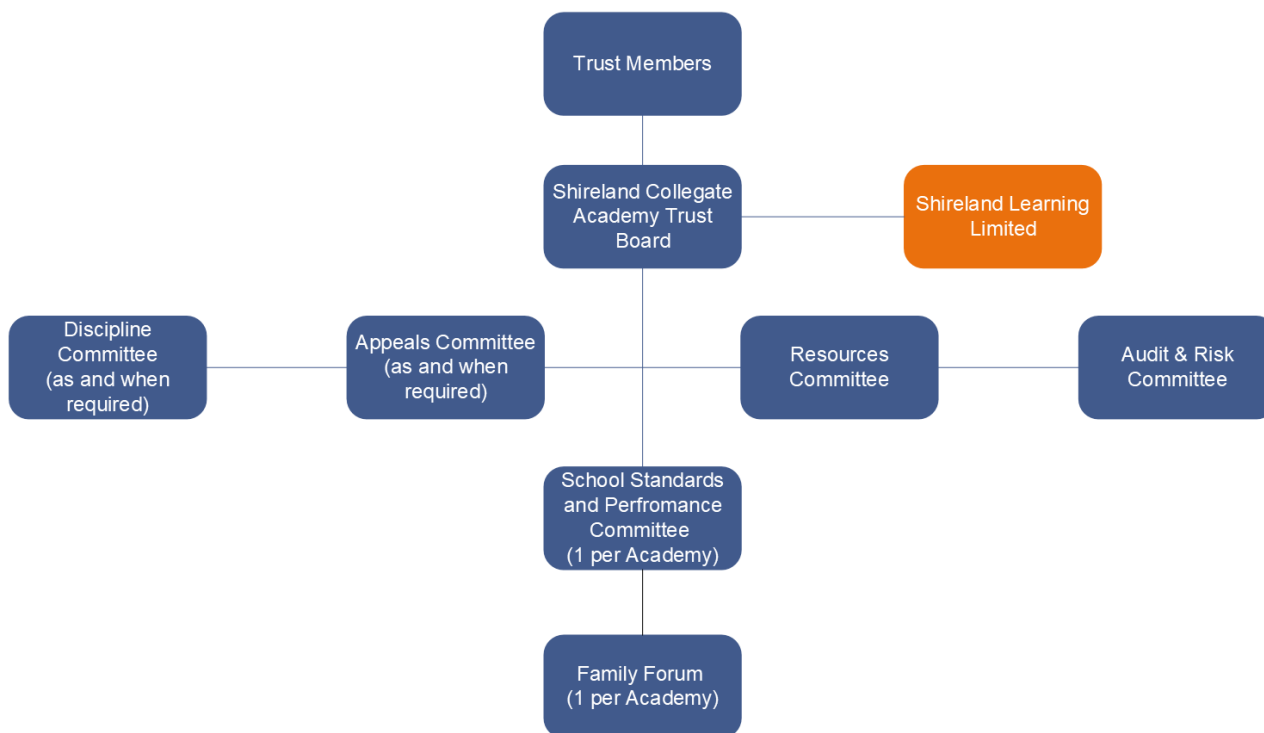 Trust Members
Shireland Collegate
Academy Trust
Board
Shireland Learning
Limited
Discipline
Committee
(as and when
required)
Appeals Committee
(as and when
required)
Resources
Committee
Audit & Risk
Committee
School Standards
and Perfromance
Committee
(1 per Academy)
Family Forum
(1 per Academy)